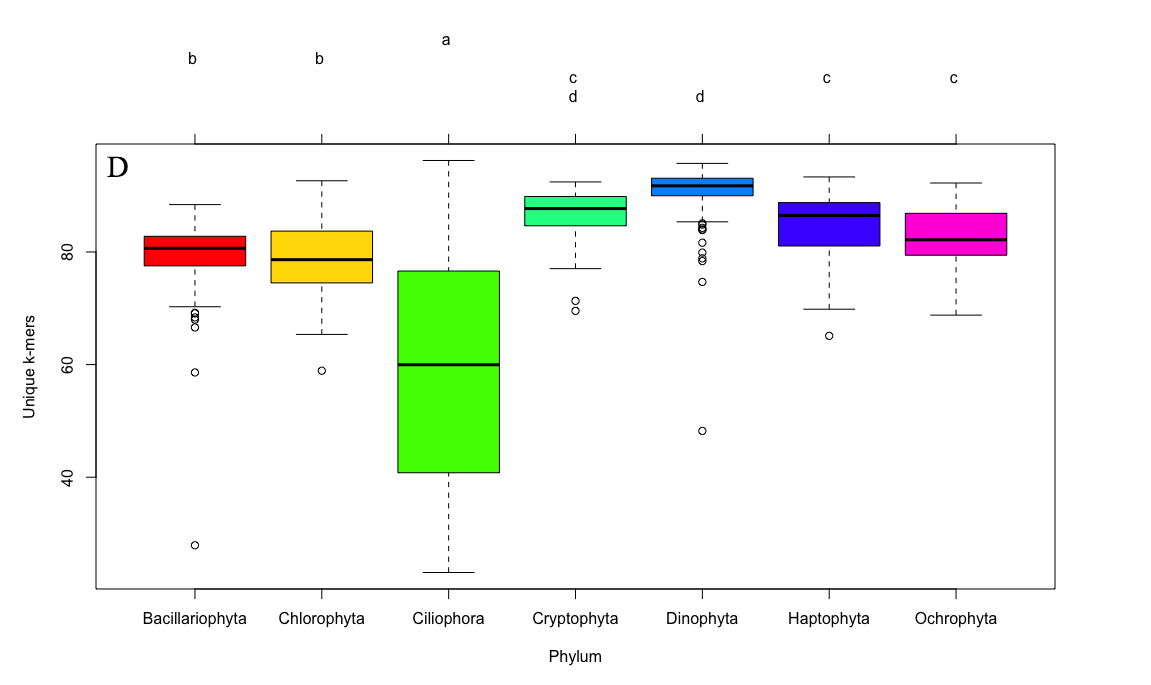 a
b b
c c c
d d
D
80
60
40
Unique k-mers
Bacillariophyta Chlorophyta Ciliophora Cryptophyta Dinophyta Haptophyta Ochrophyta
Phylum